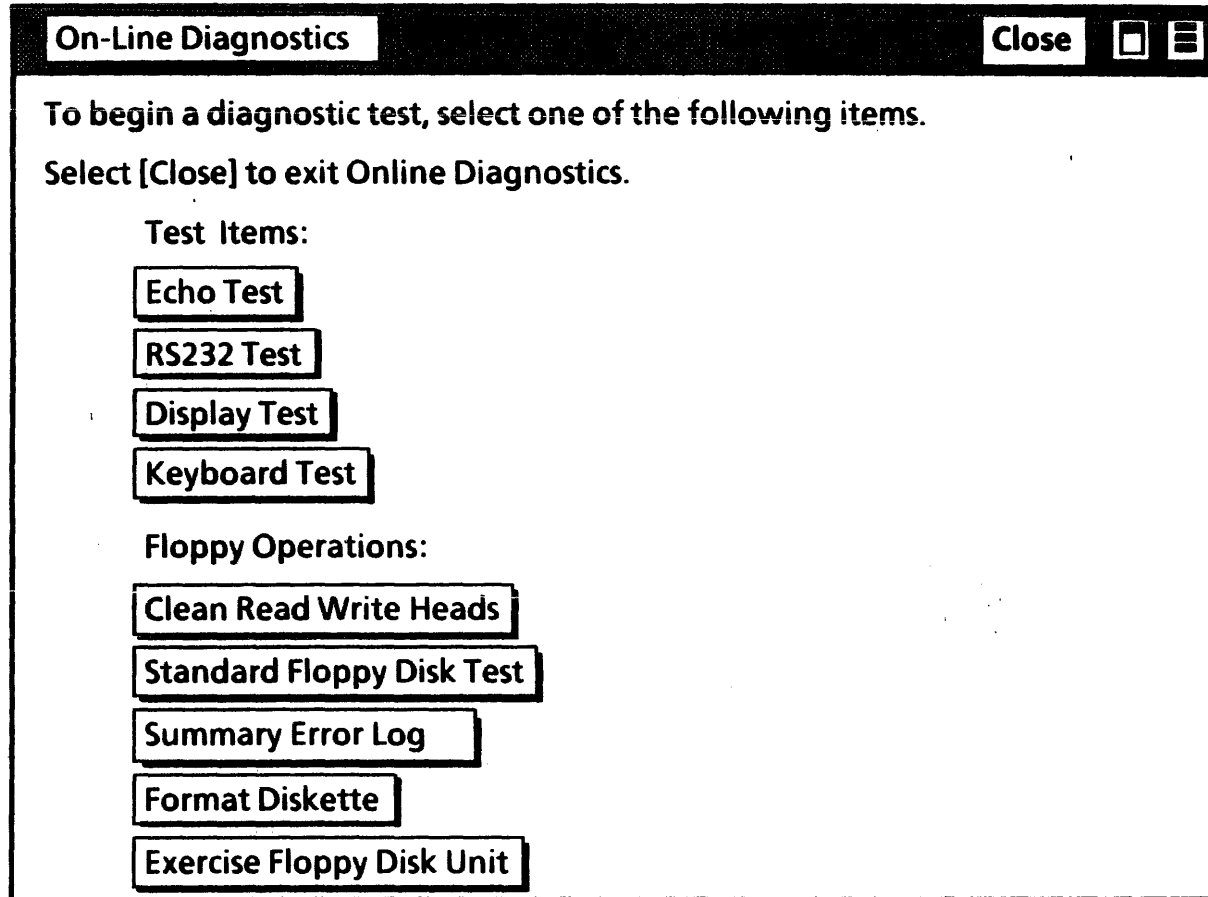 On-Line Diagnostics Close
To begin a diagnostic test, select one of the following items.
Select [Close] to exit Online Diagnostics.
Test Items:
Echo Test
RS232 Test
Display Test
Keyboard Test
Floppy Operations:
Clean Read Write Heads
Standard Floppy Disk Test
Summary Error Log
Format Diskette
Exercise Floppy Disk Unit